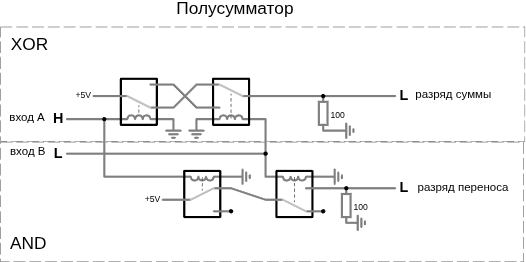 Полусумматор
XOR
+5V
L разряд суммы
вход A H
100
вход B L
+5V
L разряд переноса
100
AND